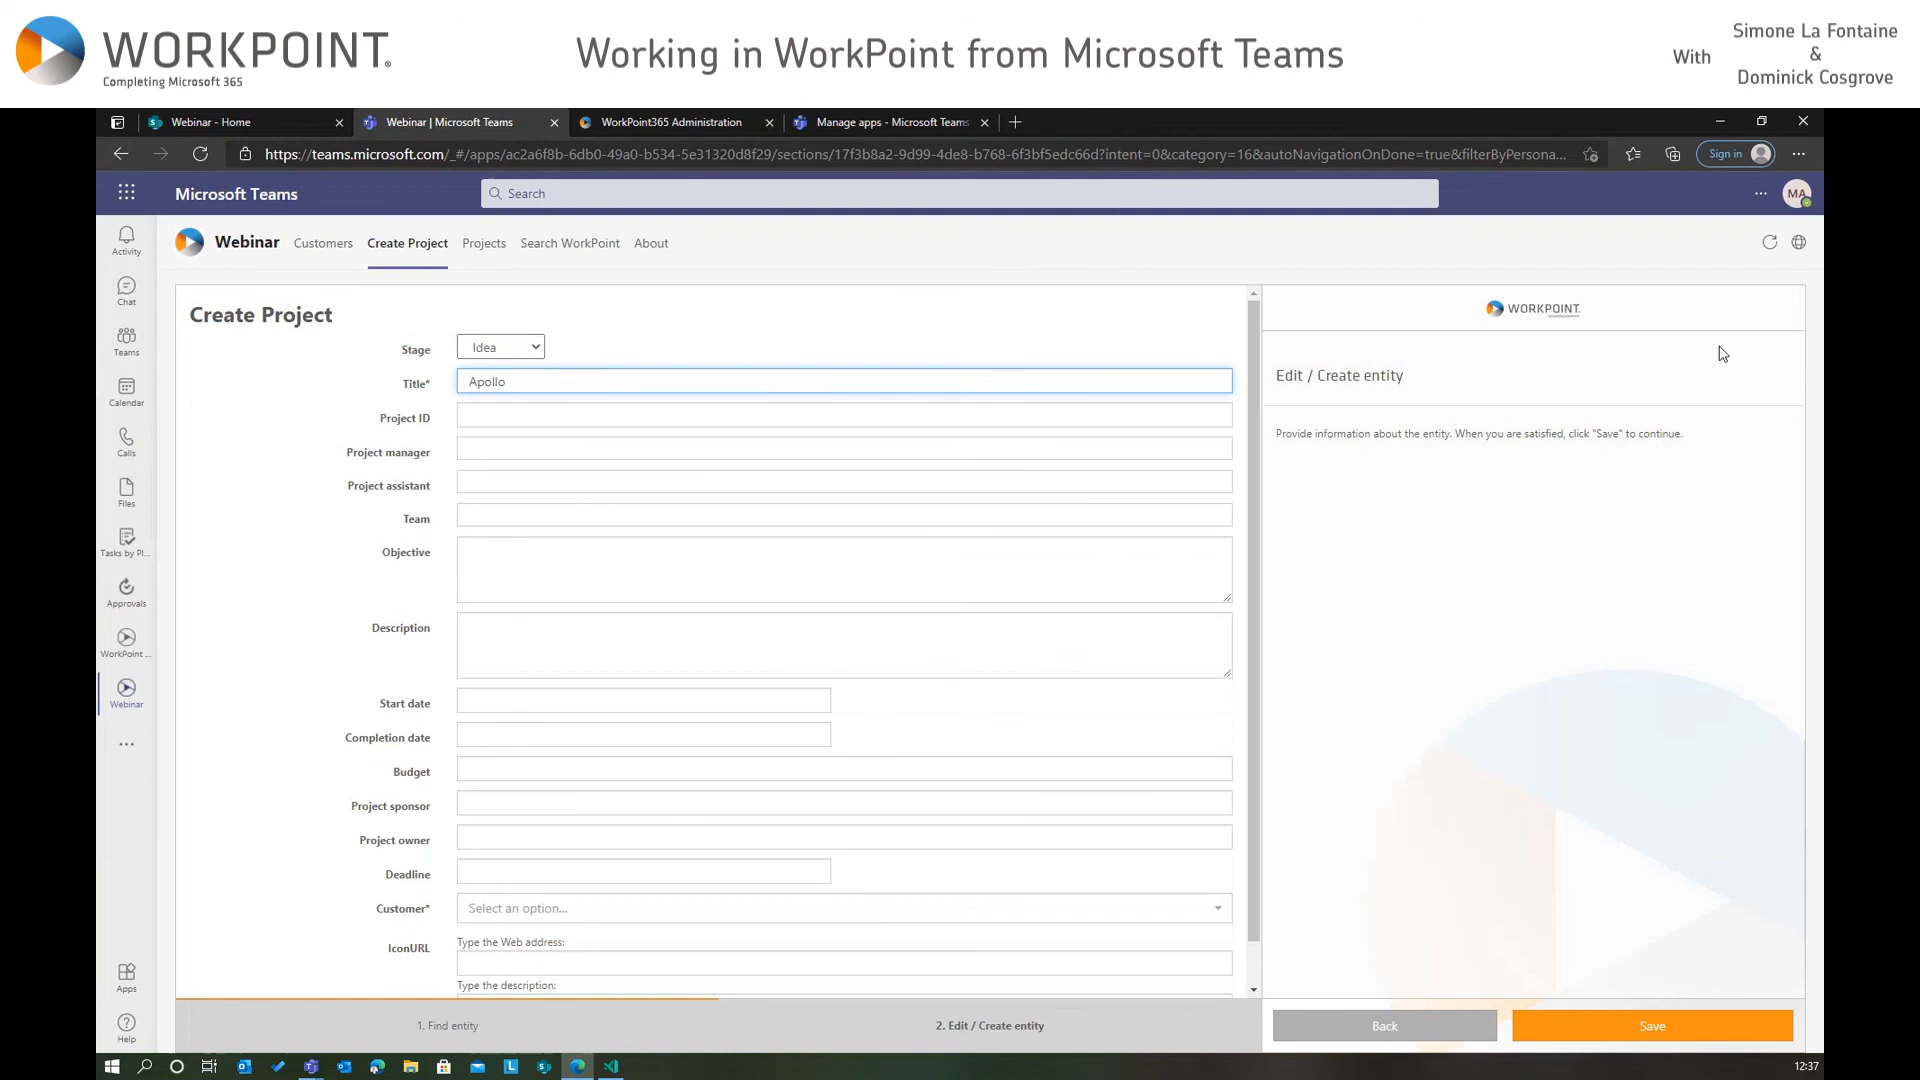 WORKPOINT.
Completing Microsoft 365
Working in WorkPoint from Microsoft Teams
With
Simone La Fontaine
&
Dominick Cosgrove
Webinar - Home
Webinar | Microsoft Teams
WorkPoint365 Administration
Manage apps - Microsoft Teams
https://teams.microsoft.com/_#/apps/ac2a6f8b-6db0-49a0-b534-5e31320d8f29/sections/17f3b8a2-9d99-4de8-b768-6f3bf5edc66d?intent=0&category=16&autoNavigationOnDone=true&filterByPersona...
Sign in
Microsoft Teams
Search
MA
Webinar
Customers
Create Project
Projects
Search WorkPoint
About
Activity
Chat
Teams
Calendar
Calls
Files
Tasks by Pl...
Approvals
WorkPoint ...
Webinar
Apps
Help
Create Project
Stage
Idea
Title*
Apollo
Project ID
Project manager
Project assistant
Team
Objective
Description
Start date
Completion date
Budget
Project sponsor
Project owner
Deadline
Customer*
Select an option...
IconURL
Type the Web address:
Type the description:
1. Find entity
2. Edit / Create entity
WORKPOINT.
Edit / Create entity
Provide information about the entity. When you are satisfied, click "Save" to continue.
Back
Save
12:37